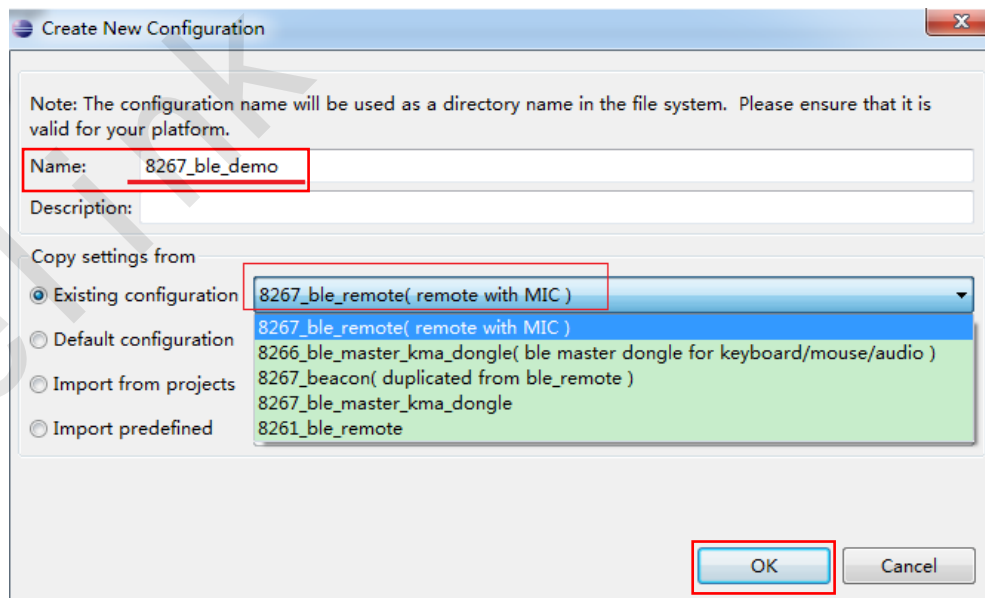 Create New Configuration
Note: The configuration name will be used as a directory name in the file system.  Please ensure that it is
valid for your platform.
Name: 8267_ble_demo
Description:
Copy settings from
Existing configuration 8267_ble_remote( remote with MIC )
8267_ble_remote( remote with MIC )
Default configuration
8266_ble_master_kma_dongle( ble master dongle for keyboard/mouse/audio )
8267_beacon( duplicated from ble_remote )
Import from projects
8267_ble_master_kma_dongle
Import predefined
8261_ble_remote
OK Cancel